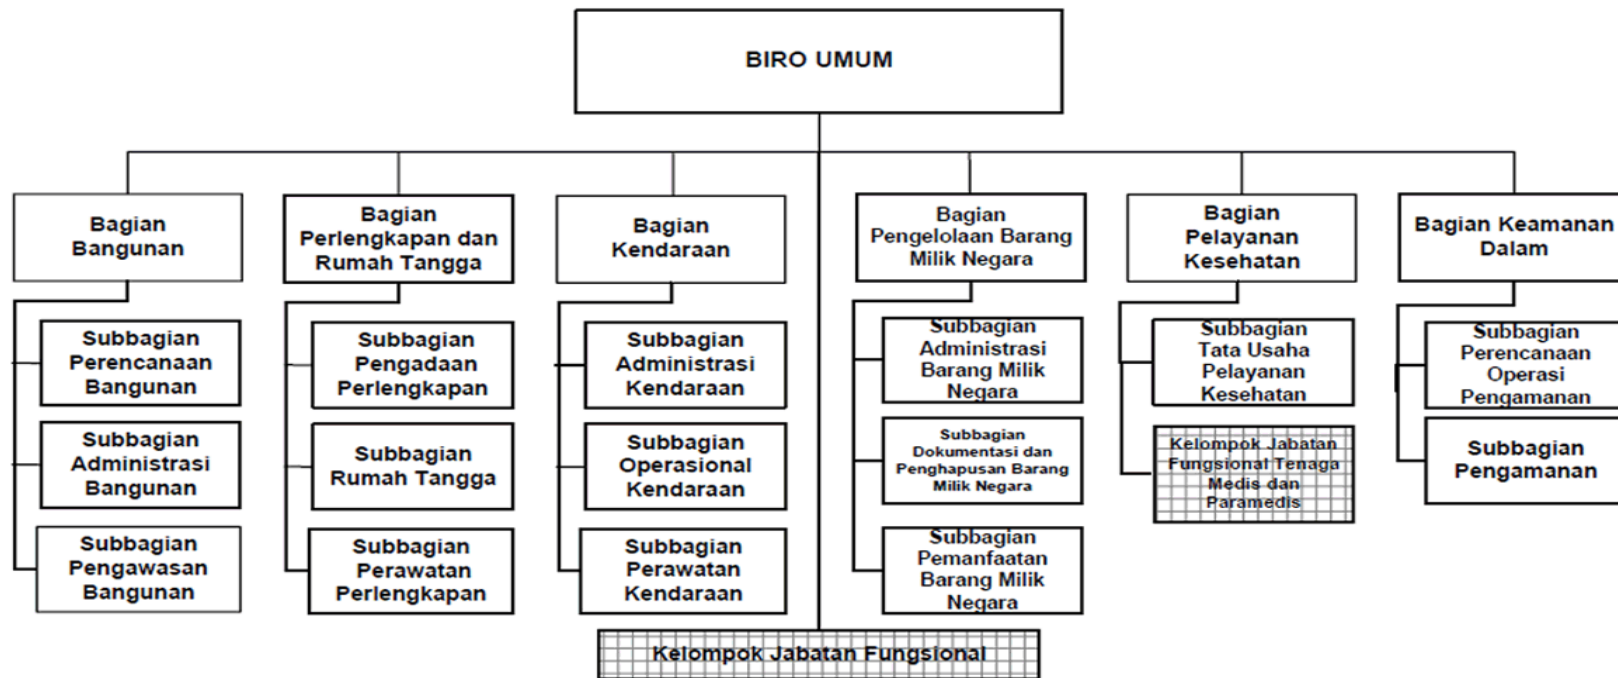 BIRO UMUM
Bagian
Bangunan
Bagian
Perlengkapan dan
Rumah Tangga
Bagian
Kendaraan
Bagian
Pengelolaan Barang
Milik Negara
Bagian
Pelayanan
Kesehatan
Bagian Keamanan
Dalam
Subbagian
Perencanaan
Bangunan
Subbagian
Administrasi
Bangunan
Subbagian
Pengawasan
Bangunan
Subbagian
Pengadaan
Perlengkapan
Subbagian
Rumah Tangga
Subbagian
Perawatan
Perlengkapan
Subbagian
Administrasi
Kendaraan
Subbagian
Operasional
Kendaraan
Subbagian
Perawatan
Kendaraan
Subbagian
Administrasi
Barang Milik
Negara
Subbagian
Dokumentasi dan
Penghapusan Barang
Milik Negara
Subbagian
Pemanfaatan
Barang Milik
Negara
Subbagian
Tata Usaha
Pelayanan
Kesehatan
Kelompok Jabatan
Fungsional Tenaga
Medis dan
Paramedis
Subbagian
Perencanaan
Operasi
Pengamanan
Subbagian
Pengamanan
Kelompok Jabatan Fungsional